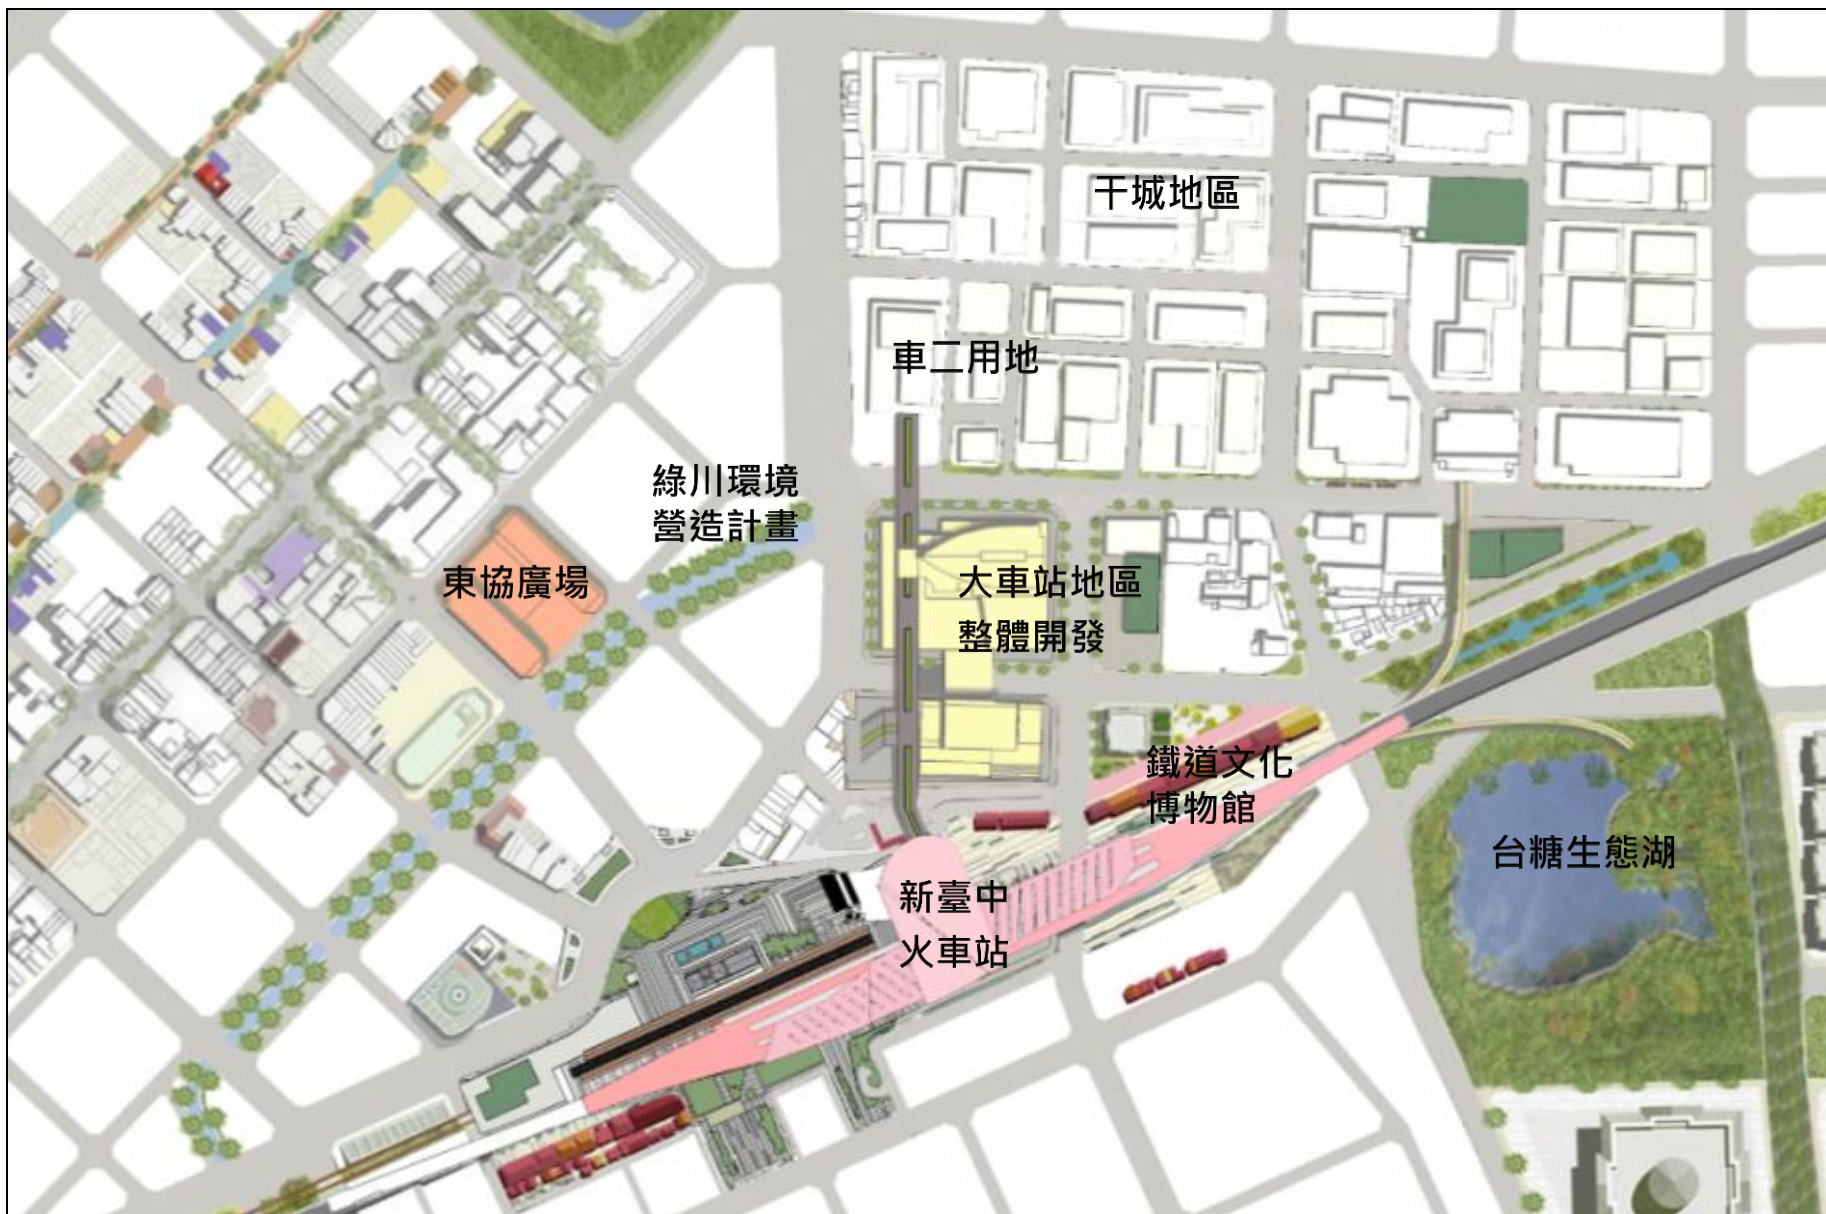 干城地區
車二用地
綠川環境
營造計畫
東協廣場
大車站地區
整體開發
鐵道文化
博物館
台糖生態湖
新臺中
火車站